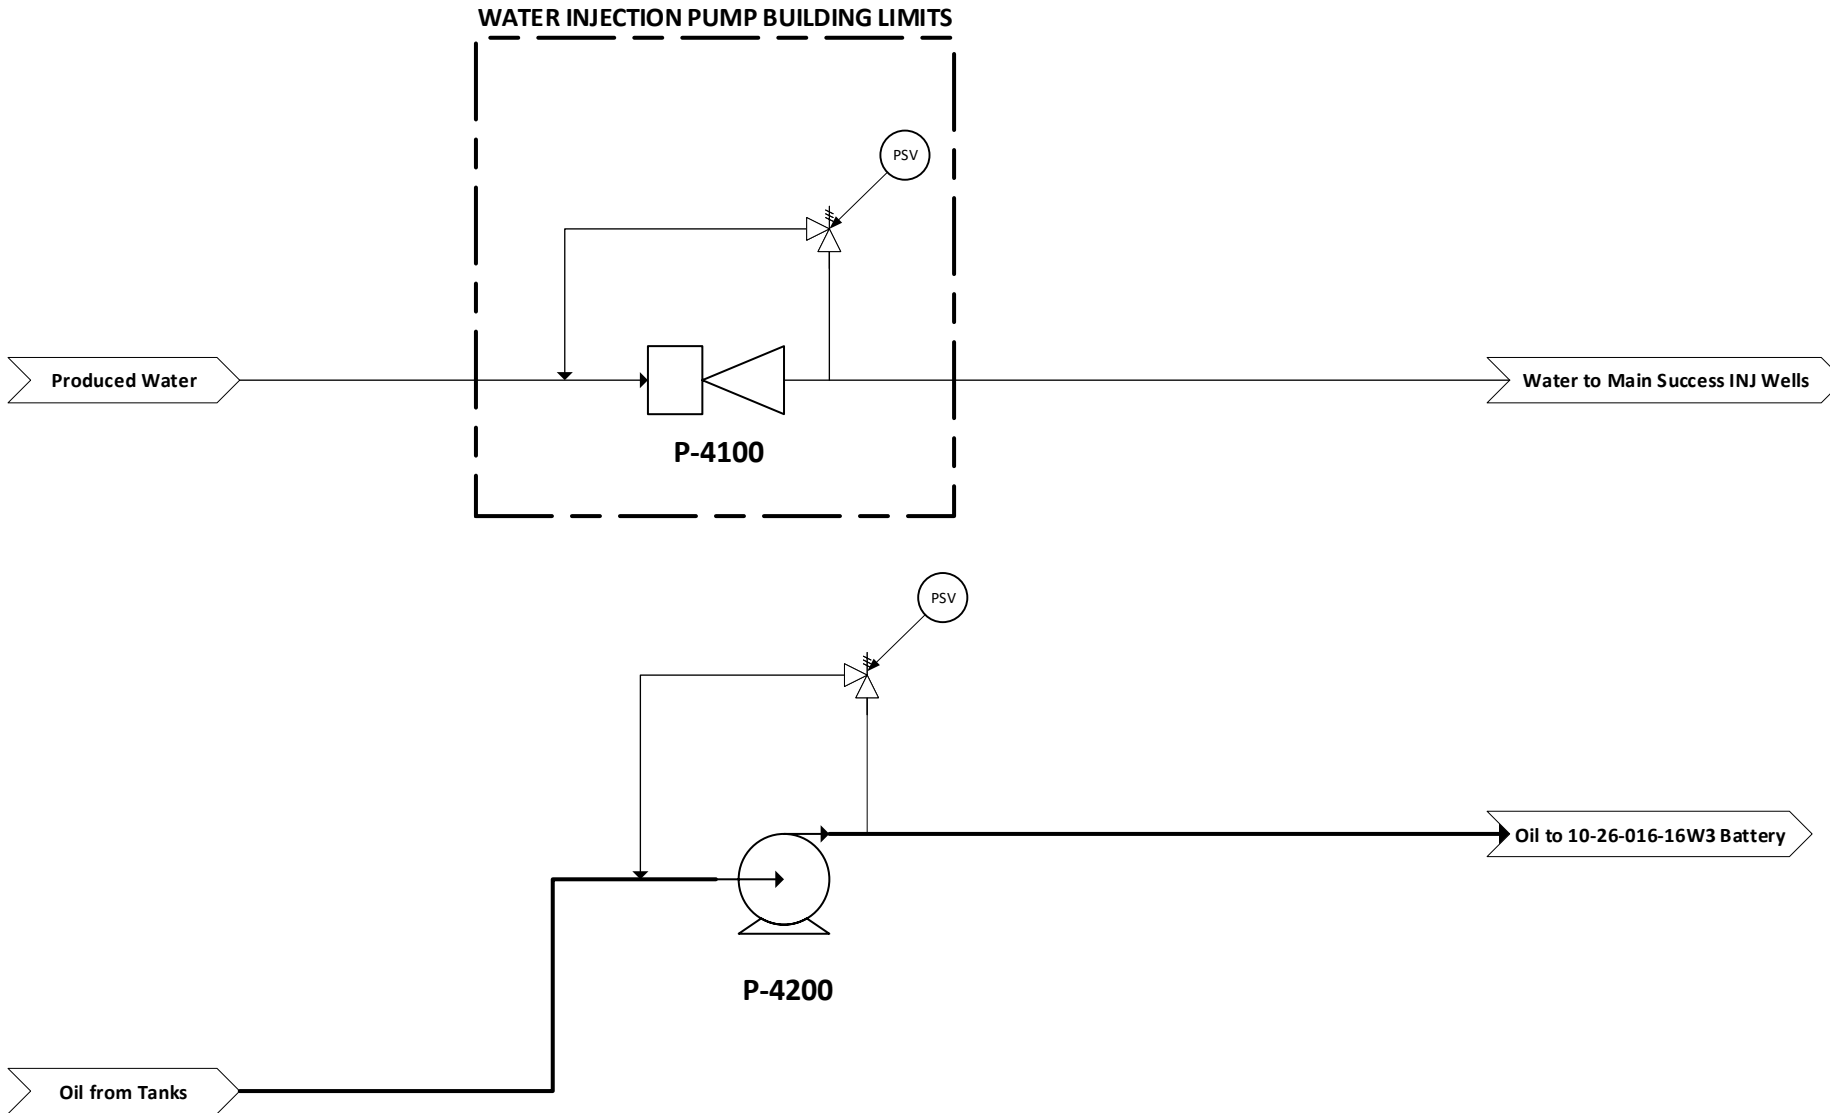 WATER INJECTION PUMP BUILDING LIMITS
PSV
Produced Water
Water to Main Success INJ Wells
P-4100
PSV
Oil to 10-26-016-16W3 Battery
P-4200
Oil from Tanks